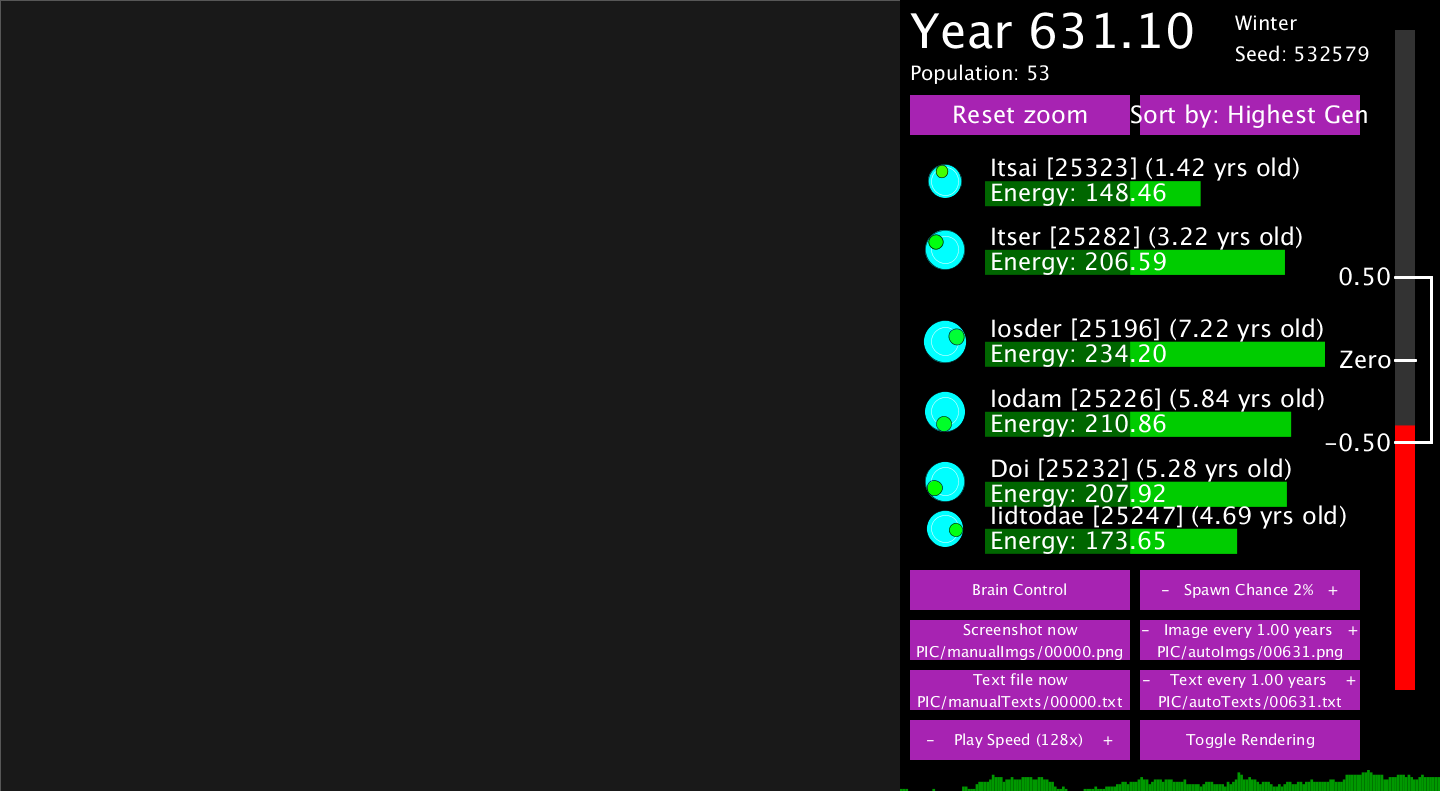 Year 631.10
Winter
Seed: 532579
Population: 53
Reset zoom
Sort by: Highest Gen
Itsai [25323] (1.42 yrs old)
Energy: 148.46
Itser [25282] (3.22 yrs old)
Energy: 206.59
0.50
Iosder [25196] (7.22 yrs old)
Energy: 234.20
Zero
Iodam [25226] (5.84 yrs old)
Energy: 210.86
-0.50
Doi [25232] (5.28 yrs old)
Energy: 207.92
Iidtodae [25247] (4.69 yrs old)
Energy: 173.65
Brain Control
- Spawn Chance 2% +
Screenshot now
PIC/manualImgs/00000.png
- Image every 1.00 years +
PIC/autoImgs/00631.png
Text file now
PIC/manualTexts/00000.txt
- Text every 1.00 years +
PIC/autoTexts/00631.txt
- Play Speed (128x) +
Toggle Rendering